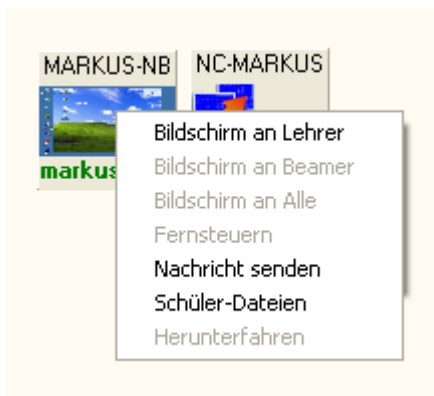 MARKUS-NB NC-MARKUS
markus
Bildschirm an Lehrer
Bildschirm an Beamer
Bildschirm an Alle
Fernsteuern
Nachricht senden
Schüler-Dateien
Herunterfahren